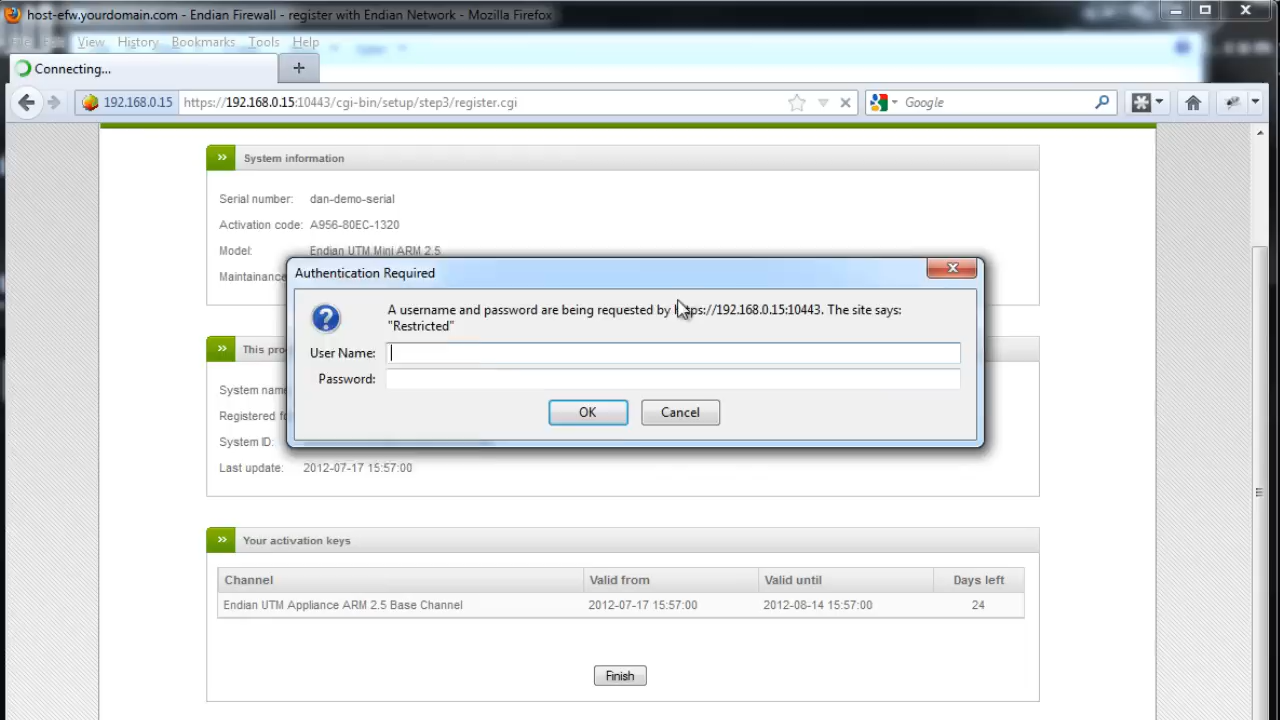 host-efw.yourdomain.com - Endian Firewall - register with Endian Network - Mozilla Firefox
View History Bookmarks Tools Help
Connecting...
192.168.0.15 https://192.168.0.15:10443/cgi-bin/setup/step3/register.cgi Google
System information
Serial number: dan-demo-serial
Activation code: A956-80EC-1320
Model: Endian UTM Mini ARM 2.5
Maintainance
Authentication Required
A username and password are being requested by https://192.168.0.15:10443. The site says:
"Restricted"
User Name:
Password:
OK Cancel
This pro
System name
Registered fo
System ID:
Last update: 2012-07-17 15:57:00
Your activation keys
Channel Valid from Valid until Days left
Endian UTM Appliance ARM 2.5 Base Channel 2012-07-17 15:57:00 2012-08-14 15:57:00 24
Finish